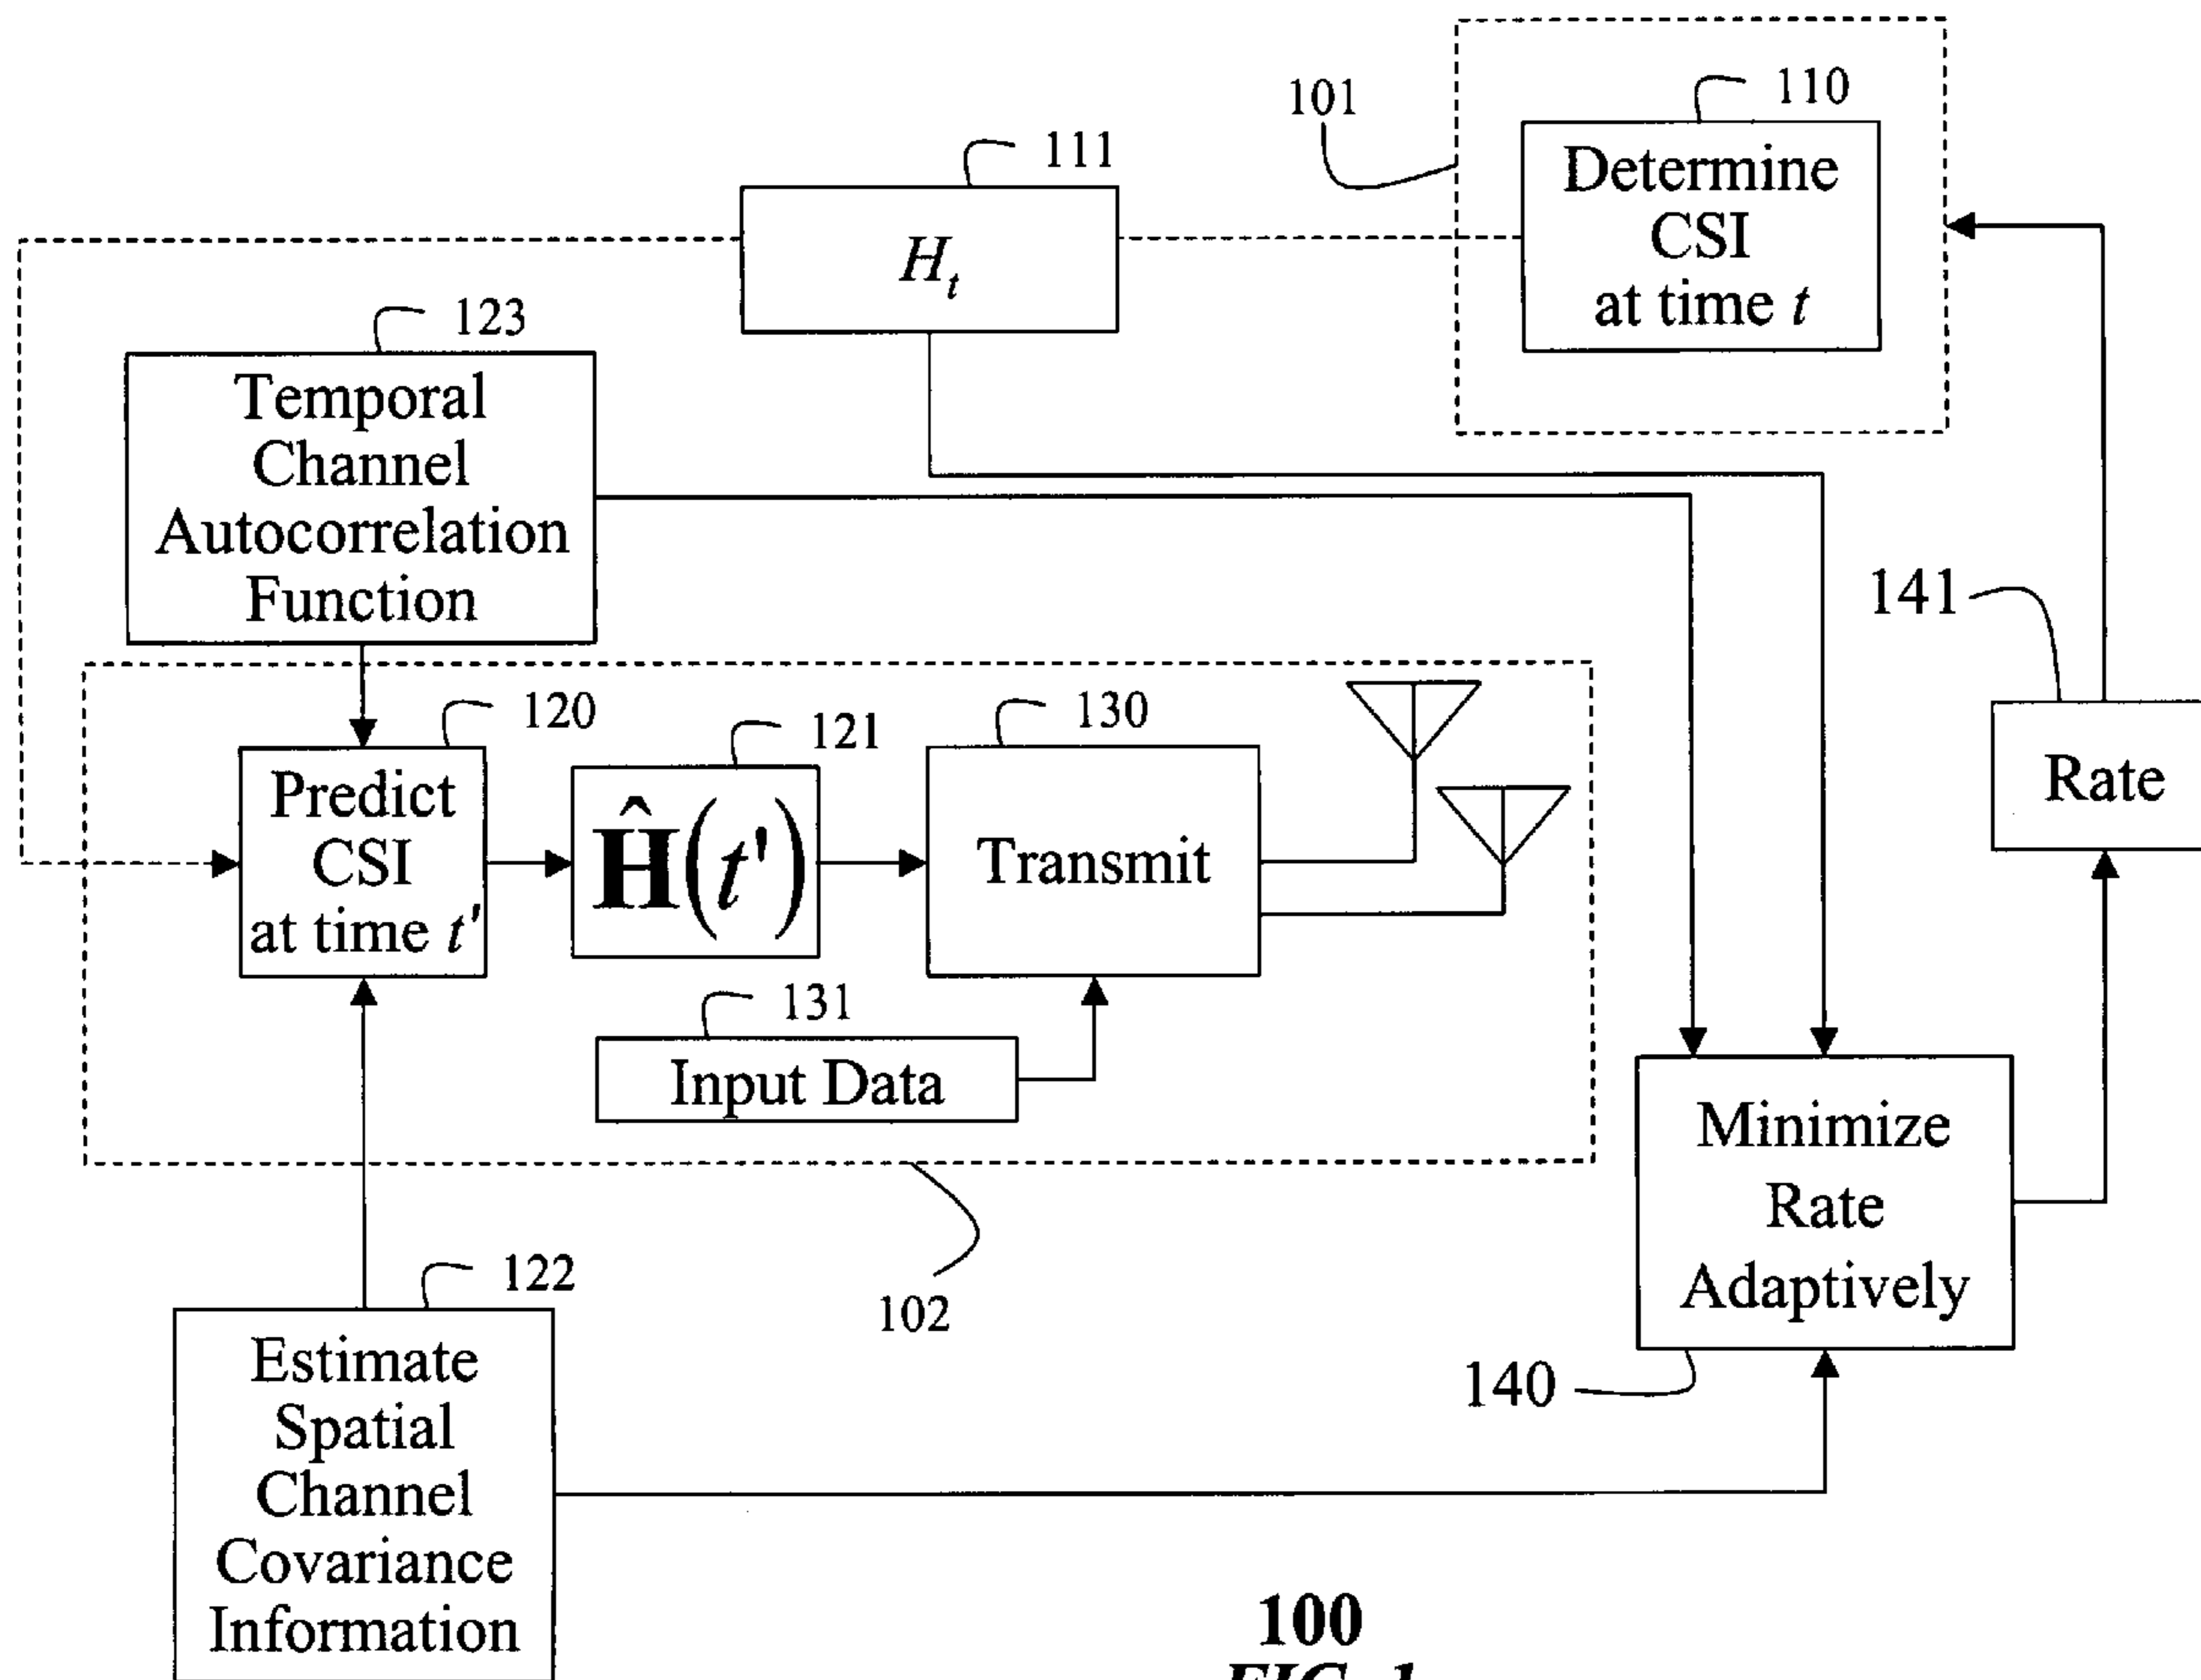 110
Determine
CSI
at time t
101
111
H_t
123
Temporal
Channel
Autocorrelation
Function
141
Rate
120
Predict
CSI
at time t'
121
Ĥ(t')
130
Transmit
131
Input Data
102
Minimize
Rate
Adaptively
140
122
Estimate
Spatial
Channel
Covariance
Information
100
FIG. 1